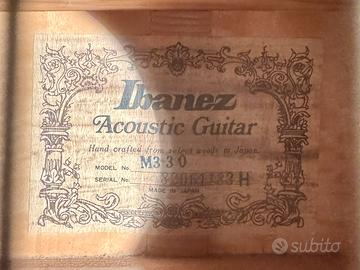 Ibanez
Acoustic Guitar
Hand crafted from select woods in Japan.
MODEL No. M330
SERIAL No. H
MADE IN JAPAN
subito